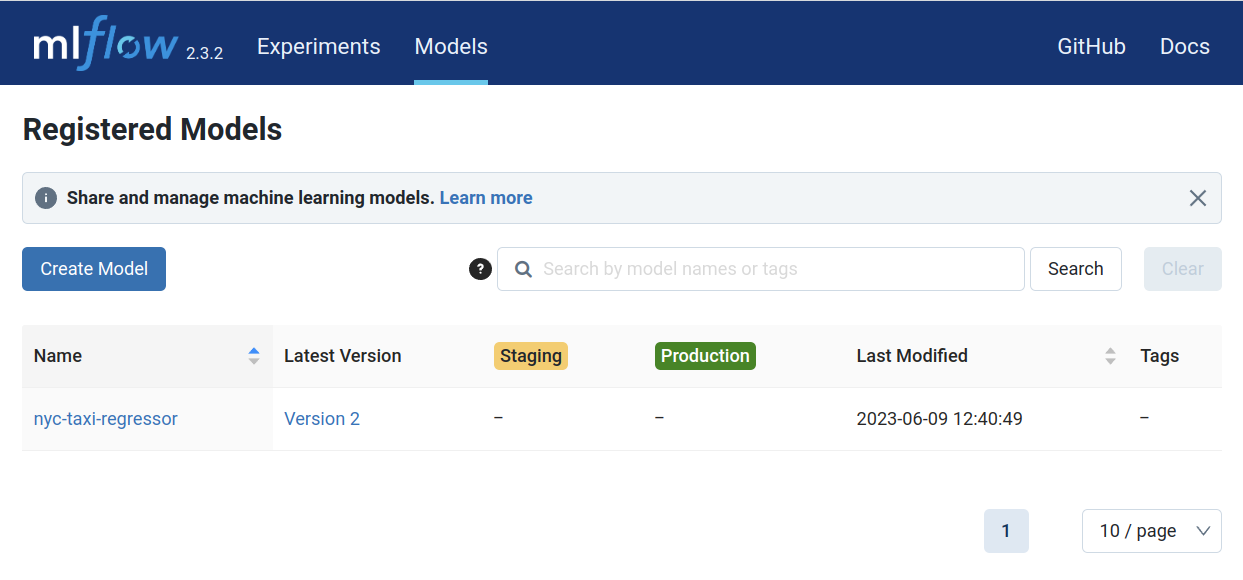 mlflow 2.3.2 Experiments Models GitHub Docs
Registered Models
i Share and manage machine learning models. Learn more
Create Model ? Search by model names or tags Search Clear
Name Latest Version Staging Production Last Modified Tags
nyc-taxi-regressor Version 2 – – 2023-06-09 12:40:49 –
1 10 / page